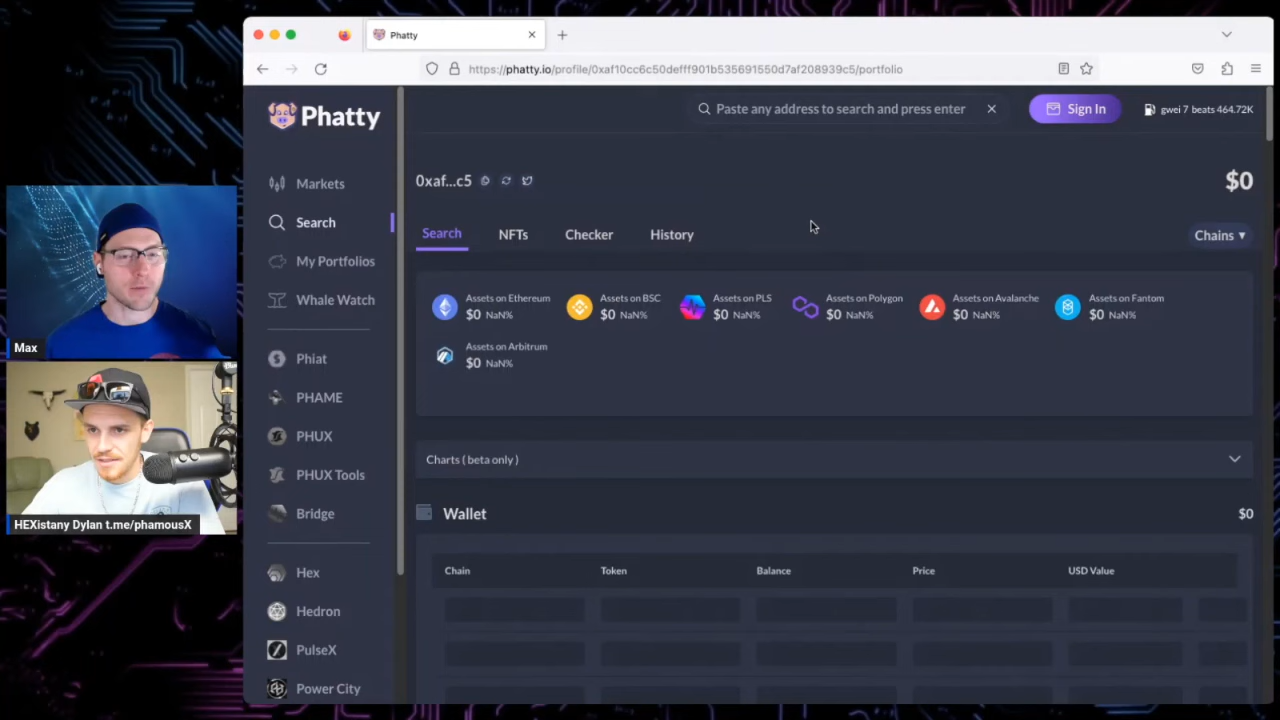 Phatty
https://phatty.io/profile/0xaf10cc6c50defff901b535691550d7af208939c5/portfolio
Phatty
Paste any address to search and press enter
Sign In
gwei 7 beats 464.72K
Markets
Search
My Portfolios
Whale Watch
Phiat
PHAME
PHUX
PHUX Tools
Bridge
Hex
Hedron
PulseX
Power City
0xaf...c5
$0
Search
NFTs
Checker
History
Chains ▾
Assets on Ethereum
$0 NaN%
Assets on BSC
$0 NaN%
Assets on PLS
$0 NaN%
Assets on Polygon
$0 NaN%
Assets on Avalanche
$0 NaN%
Assets on Fantom
$0 NaN%
Assets on Arbitrum
$0 NaN%
Charts ( beta only )
Wallet
$0
Chain
Token
Balance
Price
USD Value
Max
HEXistany Dylan t.me/phamousX